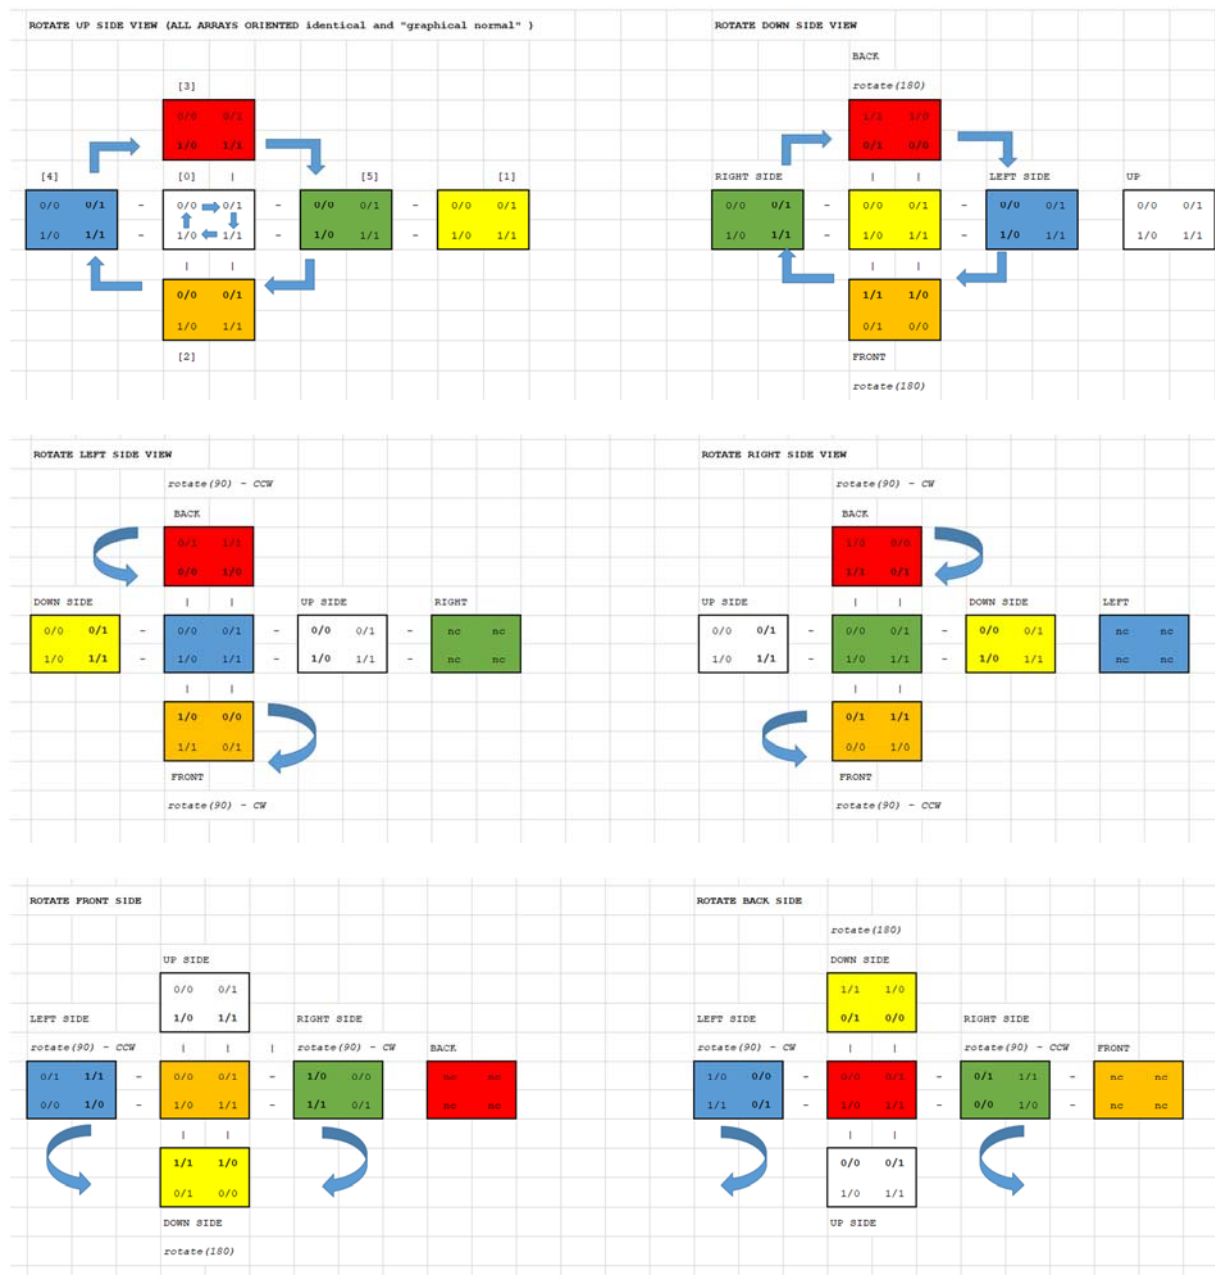 ROTATE UP SIDE VIEW (ALL ARRAYS ORIENTED identical and "graphical normal" )
[3]
0/0 0/1
1/0 1/1
[4] [0] | [5] [1]
0/0 0/1 - 0/0 0/1 - 0/0 0/1 - 0/0 0/1
1/0 1/1 - 1/0 1/1 - 1/0 1/1 - 1/0 1/1
| |
0/0 0/1
1/0 1/1
[2]
ROTATE DOWN SIDE VIEW
BACK
rotate(180)
1/1 1/0
0/1 0/0
RIGHT SIDE | | LEFT SIDE UP
0/0 0/1 - 0/0 0/1 - 0/0 0/1 0/0 0/1
1/0 1/1 - 1/0 1/1 - 1/0 1/1 1/0 1/1
| |
1/1 1/0
0/1 0/0
FRONT
rotate(180)
ROTATE LEFT SIDE VIEW
rotate(90) - CCW
BACK
0/1 1/1
0/0 1/0
DOWN SIDE | | UP SIDE RIGHT
0/0 0/1 - 0/0 0/1 - 0/0 0/1 - nc nc
1/0 1/1 - 1/0 1/1 - 1/0 1/1 - nc nc
| |
1/0 0/0
1/1 0/1
FRONT
rotate(90) - CW
ROTATE RIGHT SIDE VIEW
rotate(90) - CW
BACK
1/0 0/0
1/1 0/1
UP SIDE | | DOWN SIDE LEFT
0/0 0/1 - 0/0 0/1 - 0/0 0/1 nc nc
1/0 1/1 - 1/0 1/1 - 1/0 1/1 nc nc
| |
0/1 1/1
0/0 1/0
FRONT
rotate(90) - CCW
ROTATE FRONT SIDE
UP SIDE
0/0 0/1
LEFT SIDE 1/0 1/1 RIGHT SIDE
rotate(90) - CCW | | | rotate(90) - CW BACK
0/1 1/1 - 0/0 0/1 - 1/0 0/0 nc nc
0/0 1/0 - 1/0 1/1 - 1/1 0/1 nc nc
| |
1/1 1/0
0/1 0/0
DOWN SIDE
rotate(180)
ROTATE BACK SIDE
rotate(180)
DOWN SIDE
1/1 1/0
LEFT SIDE 0/1 0/0 RIGHT SIDE
rotate(90) - CW | | rotate(90) - CCW FRONT
1/0 0/0 - 0/0 0/1 - 0/1 1/1 - nc nc
1/1 0/1 - 1/0 1/1 - 0/0 1/0 - nc nc
| |
0/0 0/1
1/0 1/1
UP SIDE